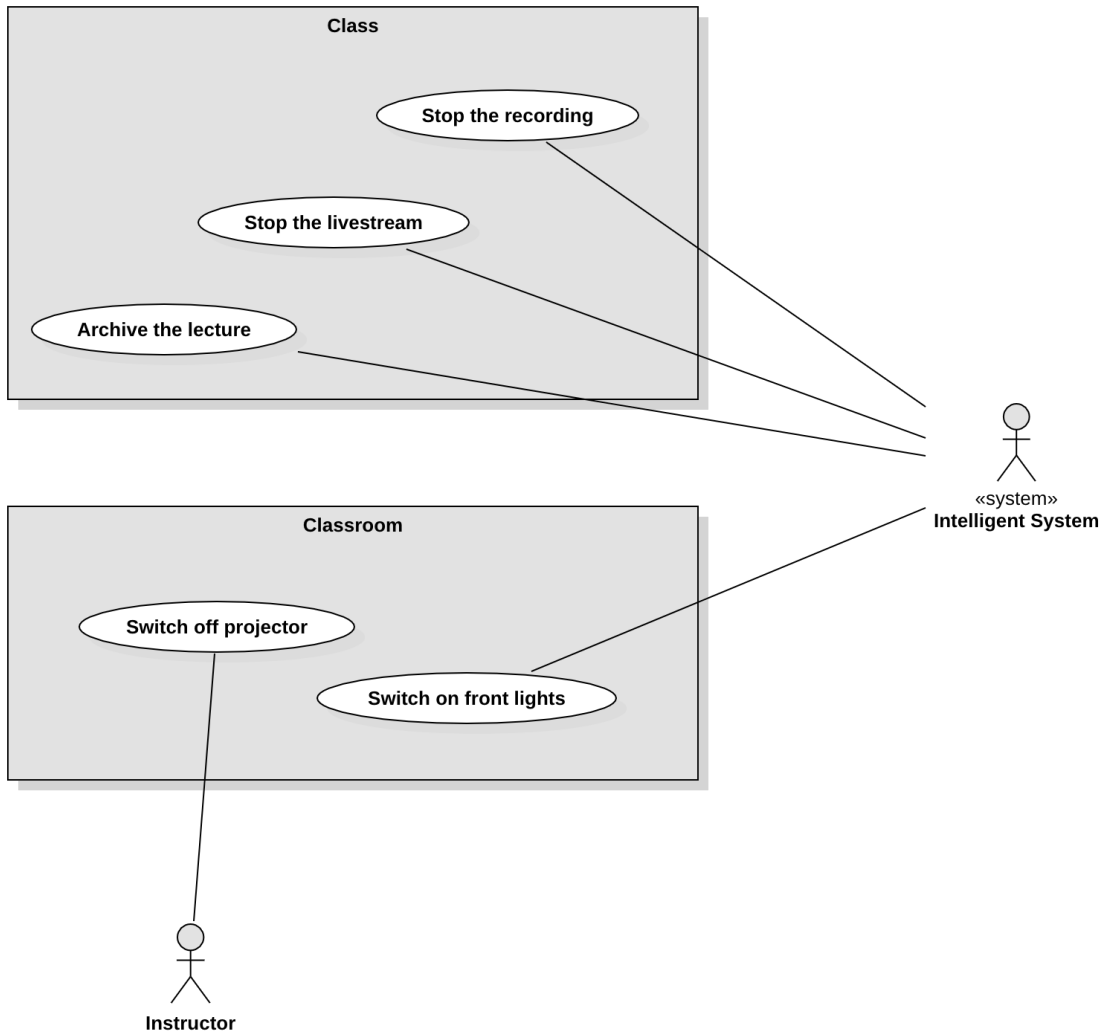 Class
Stop the recording
Stop the livestream
Archive the lecture
«system»
Intelligent System
Classroom
Switch off projector
Switch on front lights
Instructor